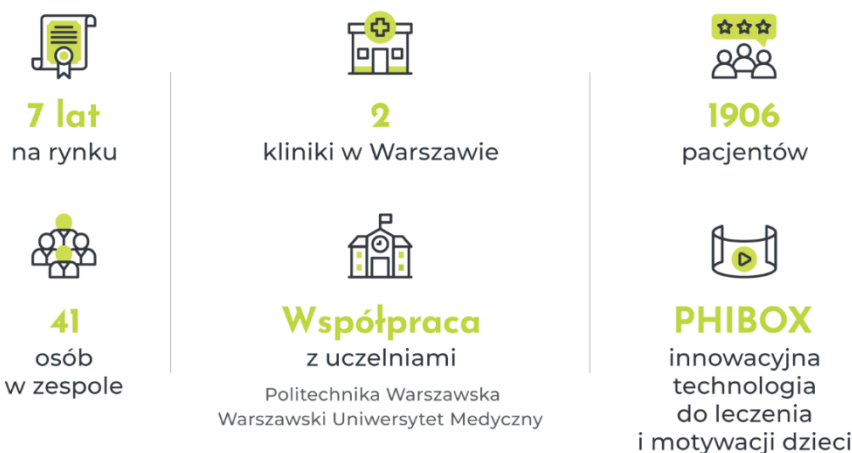 7 lat
na rynku
2
kliniki w Warszawie
1906
pacjentów
41
osób
w zespole
Współpraca
z uczelniami
Politechnika Warszawska
Warszawski Uniwersytet Medyczny
PHIBOX
innowacyjna
technologia
do leczenia
i motywacji dzieci